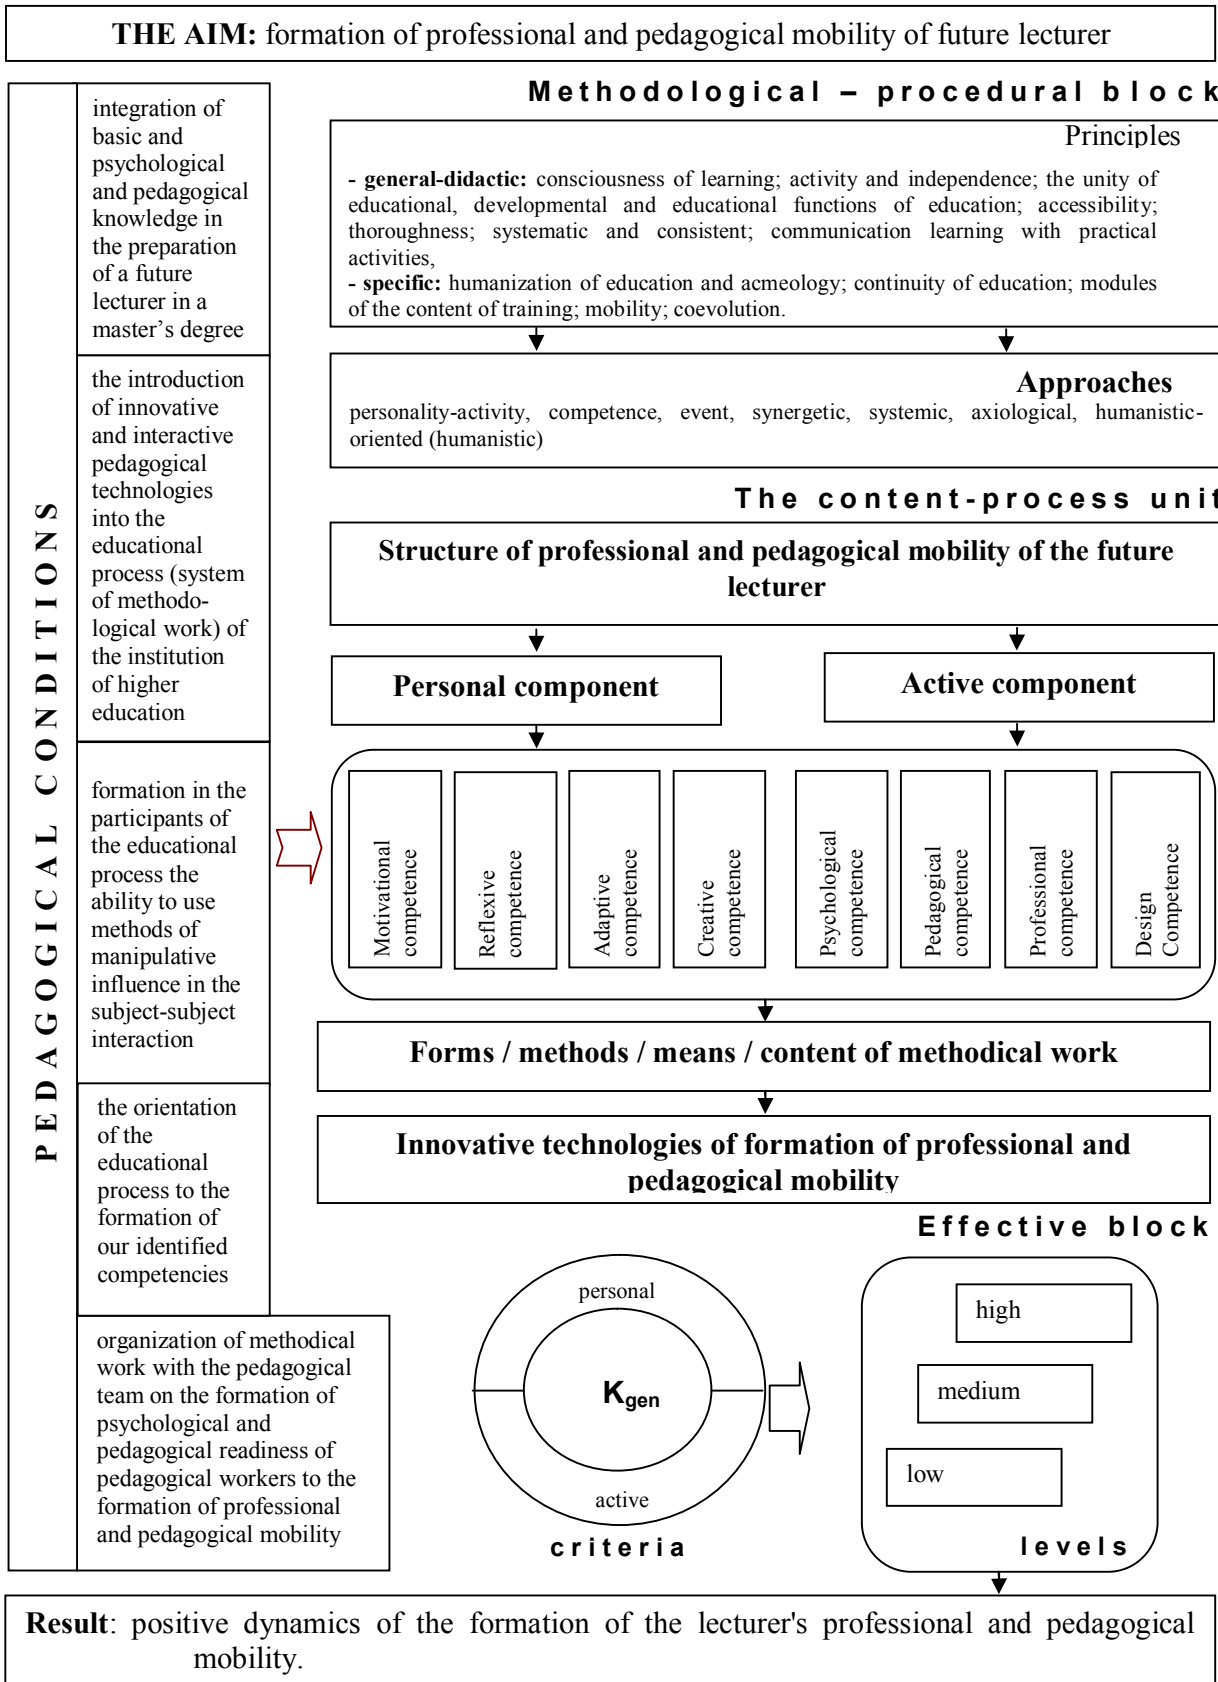 THE AIM: formation of professional and pedagogical mobility of future lecturer
PEDAGOGICAL CONDITIONS
integration of
basic and
psychological
and pedagogical
knowledge in
the preparation
of a future
lecturer in a
master’s degree
the introduction
of innovative
and interactive
pedagogical
technologies
into the
educational
process (system
of methodo-
logical work) of
the institution
of higher
education
formation in the
participants of
the educational
process the
ability to use
methods of
manipulative
influence in the
subject-subject
interaction
the orientation
of the
educational
process to the
formation of
our identified
competencies
organization of methodical
work with the pedagogical
team on the formation of
psychological and
pedagogical readiness of
pedagogical workers to the
formation of professional
and pedagogical mobility
Methodological – procedural block
Principles
- general-didactic: consciousness of learning; activity and independence; the unity of
educational, developmental and educational functions of education; accessibility;
thoroughness; systematic and consistent; communication learning with practical
activities,
- specific: humanization of education and acmeology; continuity of education; modules
of the content of training; mobility; coevolution.
Approaches
personality-activity, competence, event, synergetic, systemic, axiological, humanistic-
oriented (humanistic)
The content-process unit
Structure of professional and pedagogical mobility of the future
lecturer
Personal component
Active component
Motivational
competence
Reflexive
competence
Adaptive
competence
Creative
competence
Psychological
competence
Pedagogical
competence
Professional
competence
Design
Competence
Forms / methods / means / content of methodical work
Innovative technologies of formation of professional and
pedagogical mobility
Effective block
personal
Kgen
active
criteria
high
medium
low
levels
Result: positive dynamics of the formation of the lecturer's professional and pedagogical
mobility.